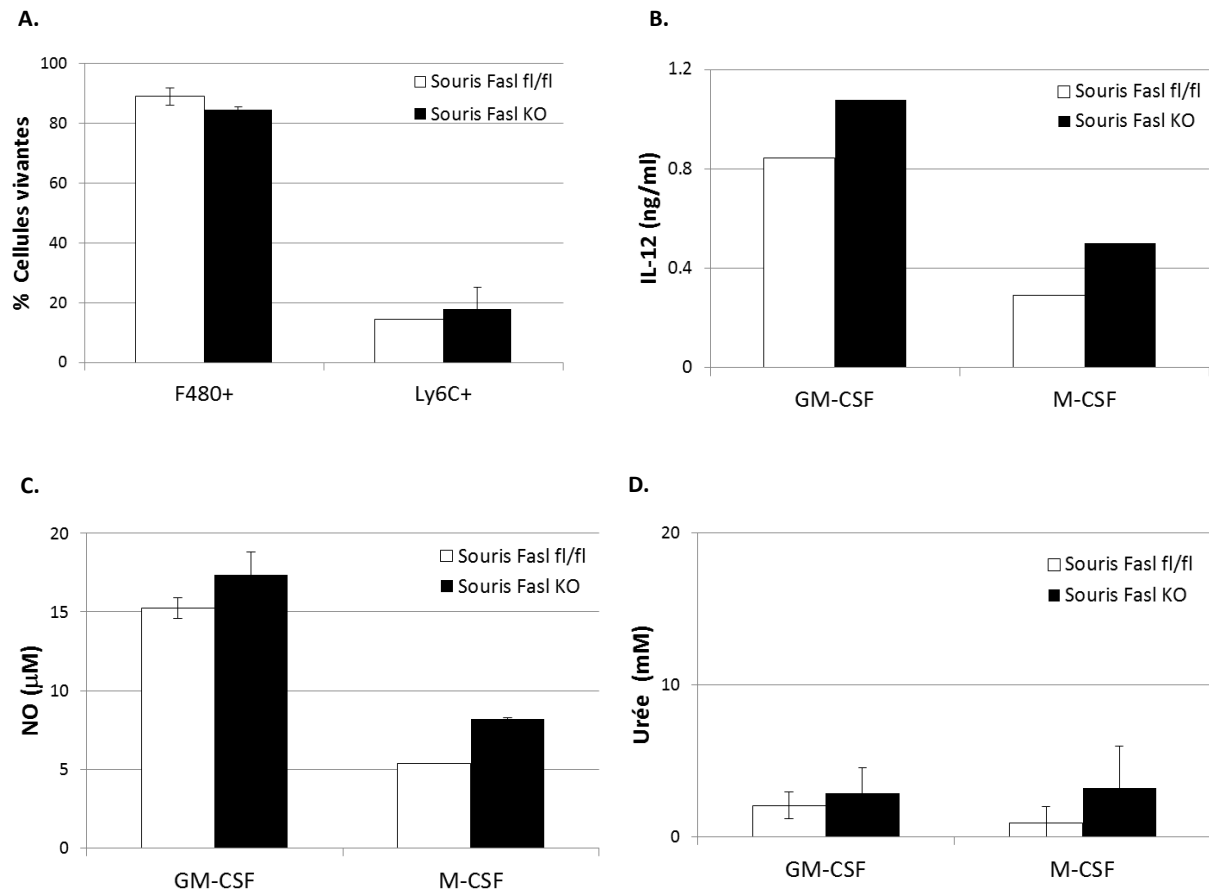 A.
100
80
60
40
20
0
% Cellules vivantes
Souris Fasl fl/fl
Souris Fasl KO
F480+
Ly6C+
B.
1.2
0.8
0.4
0
IL-12 (ng/ml)
Souris Fasl fl/fl
Souris Fasl KO
GM-CSF
M-CSF
C.
20
15
10
5
0
NO (µM)
Souris Fasl fl/fl
Souris Fasl KO
GM-CSF
M-CSF
D.
20
10
0
Urée (mM)
Souris Fasl fl/fl
Souris Fasl KO
GM-CSF
M-CSF